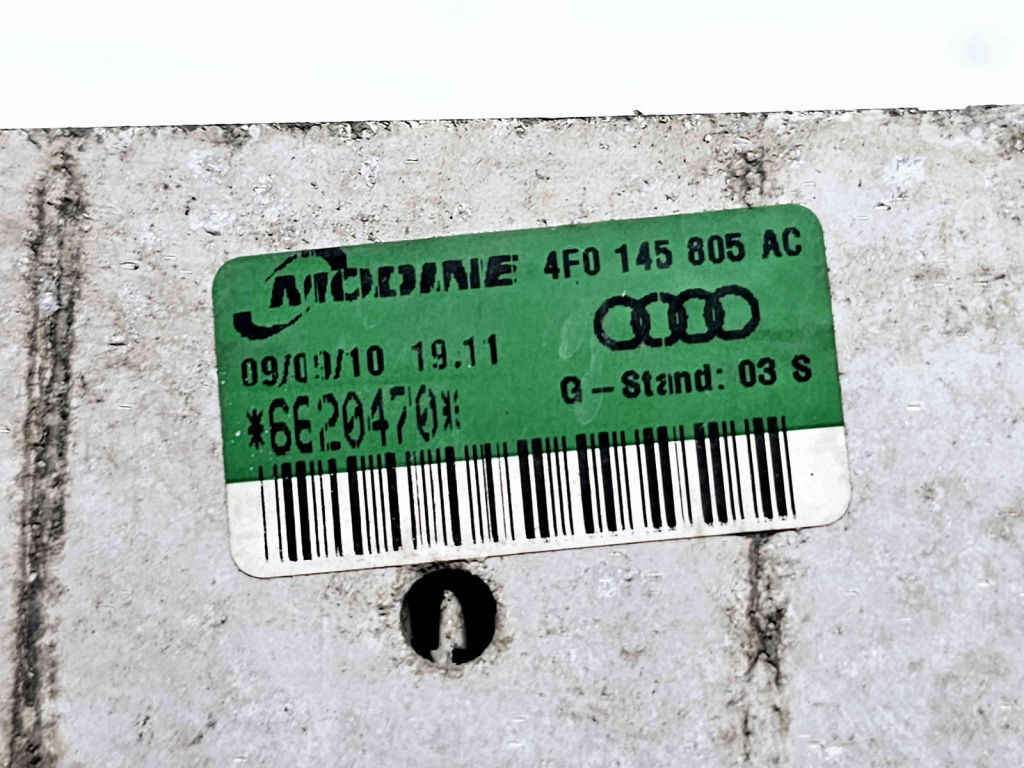 MODINE 4F0 145 805 AC
09/09/10 19.11
G-Stand: 03 S
*6E20470*